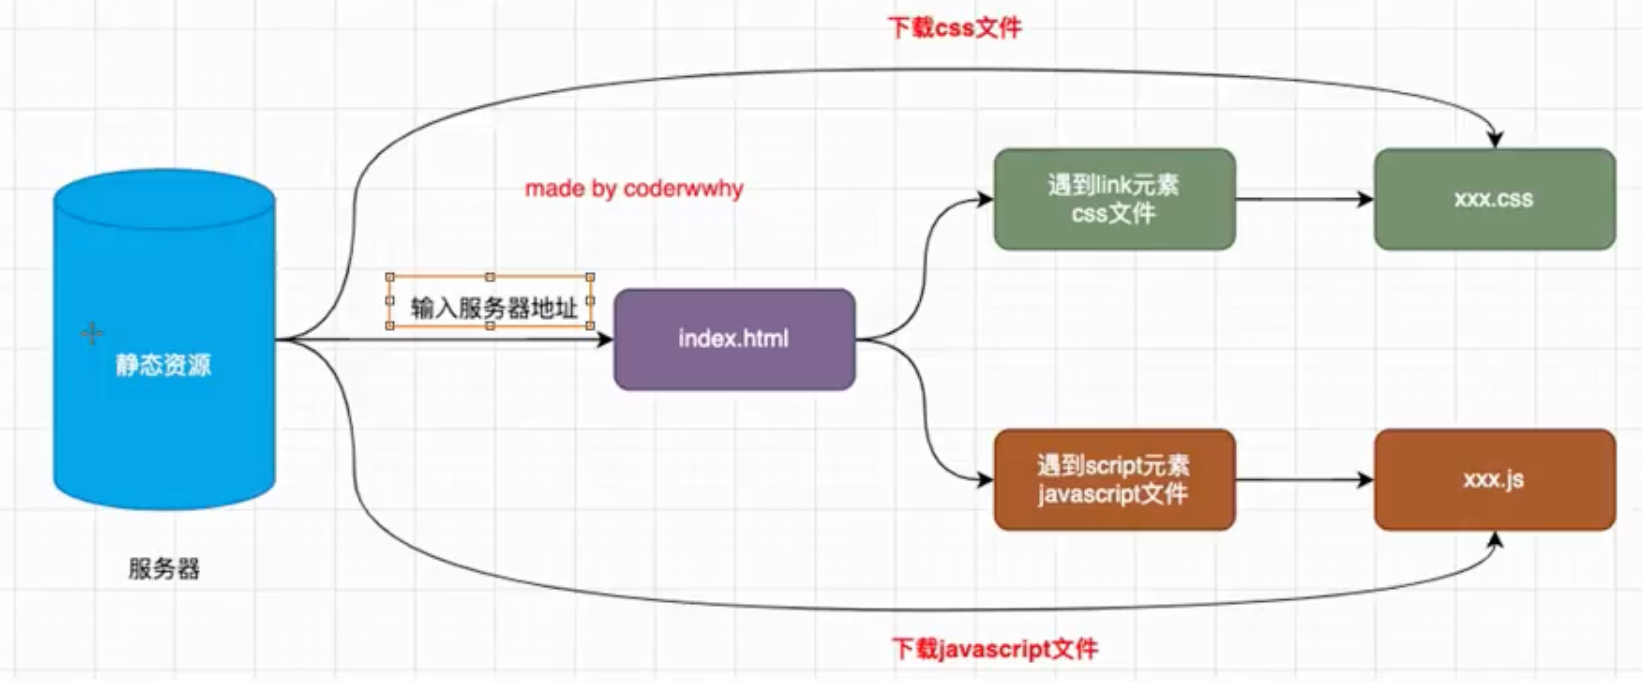 下载css文件
made by coderwwhy
遇到link元素
css文件
xxx.css
输入服务器地址
index.html
静态资源
遇到script元素
javascript文件
xxx.js
服务器
下载javascript文件